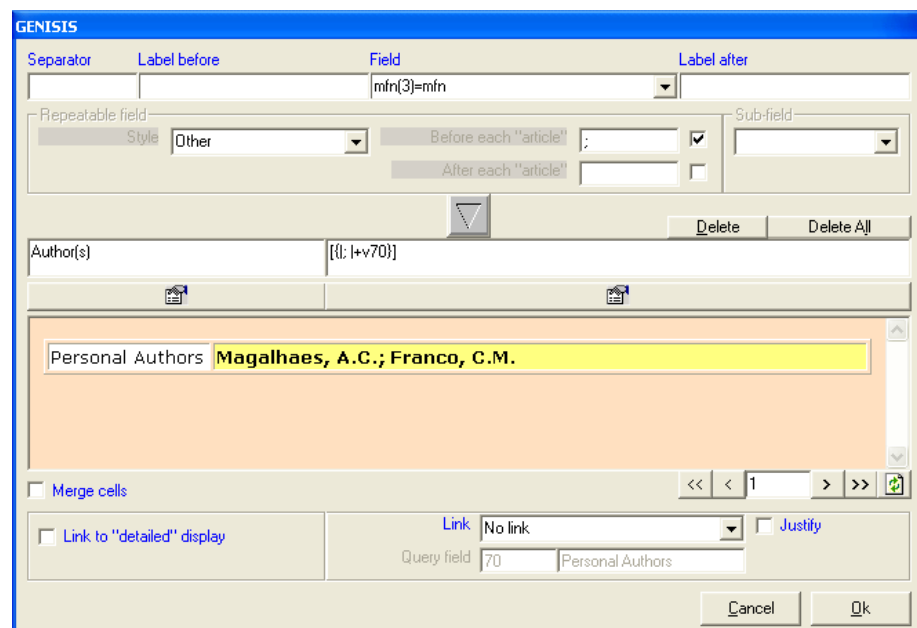 GENISIS
Separator Label before Field Label after
mfn(3)=mfn
Repeatable field Sub-field
Style Other Before each "article" ;
After each "article"
Delete Delete All
Author(s) [{|; |+v70}]
Personal Authors Magalhaes, A.C.; Franco, C.M.
Merge cells << < 1 > >>
Link to "detailed" display Link No link Justify
Query field 70 Personal Authors
Cancel Ok